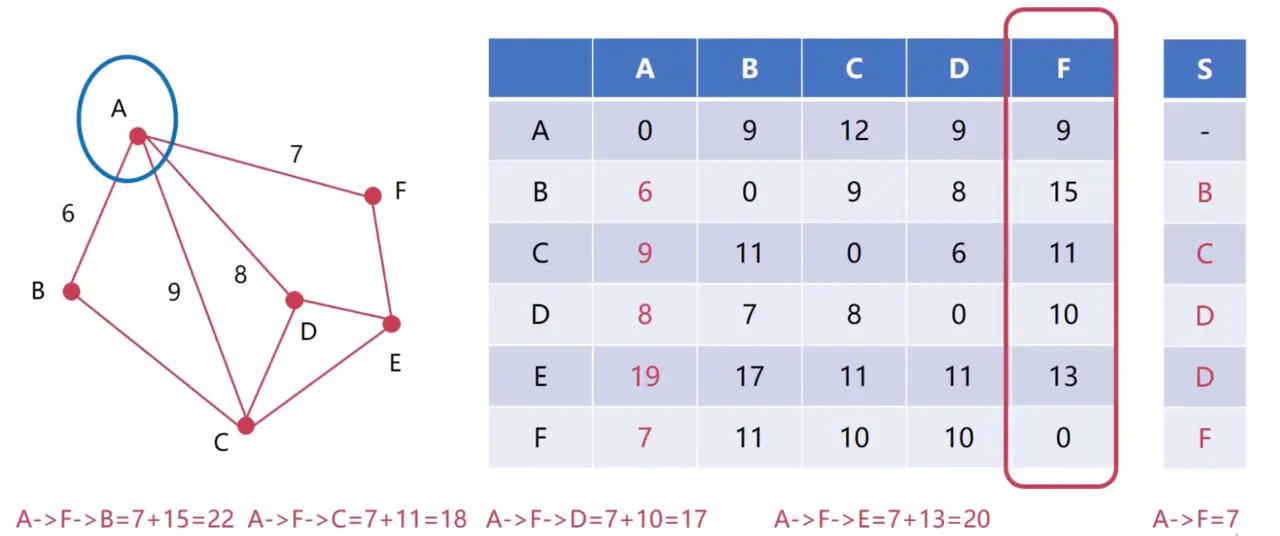 A
7
F
6
B
9
8
D
E
C
A B C D F S
A 0 9 12 9 9 -
B 6 0 9 8 15 B
C 9 11 0 6 11 C
D 8 7 8 0 10 D
E 19 17 11 11 13 D
F 7 11 10 10 0 F
A->F->B=7+15=22 A->F->C=7+11=18 A->F->D=7+10=17 A->F->E=7+13=20 A->F=7